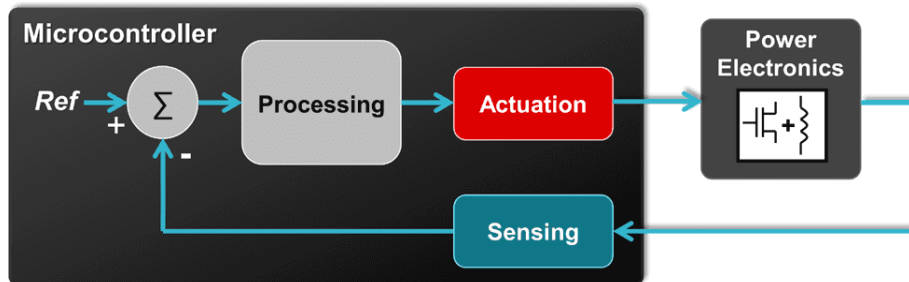 Microcontroller
Power
Electronics
Ref
+
Σ
-
Processing
Actuation
+
Sensing